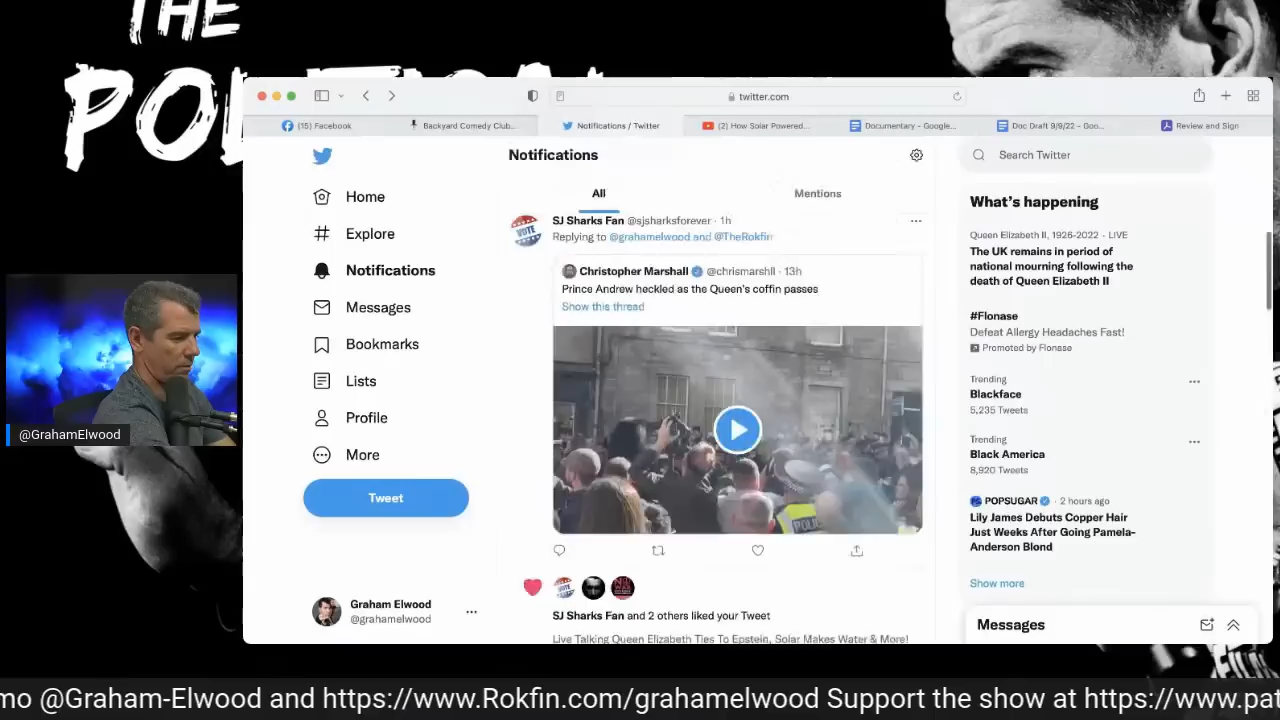 THE
twitter.com
(15) Facebook
Backyard Comedy Club...
Notifications / Twitter
(2) How Solar Powered...
Documentary - Google...
Doc Draft 9/9/22 - Goo...
Review and Sign
Notifications
Search Twitter
All
Mentions
Home
Explore
Notifications
Messages
Bookmarks
Lists
Profile
More
Tweet
Graham Elwood
@grahamelwood
SJ Sharks Fan @sjsharksforever · 1h
Replying to @grahamelwood and @TheRokfin
VOTE
Christopher Marshall @chrismarshll · 13h
Prince Andrew heckled as the Queen's coffin passes
Show this thread
POLICE
SJ Sharks Fan and 2 others liked your Tweet
Live Talking Queen Elizabeth Ties To Epstein, Solar Makes Water & More!
What's happening
Queen Elizabeth II, 1926-2022 · LIVE
The UK remains in period of
national mourning following the
death of Queen Elizabeth II
#Flonase
Defeat Allergy Headaches Fast!
Promoted by Flonase
Trending
Blackface
5,235 Tweets
Trending
Black America
8,920 Tweets
POPSUGAR · 2 hours ago
Lily James Debuts Copper Hair
Just Weeks After Going Pamela-
Anderson Blond
Show more
Messages
@GrahamElwood
mo @Graham-Elwood and https://www.Rokfin.com/grahamelwood Support the show at https://www.pat